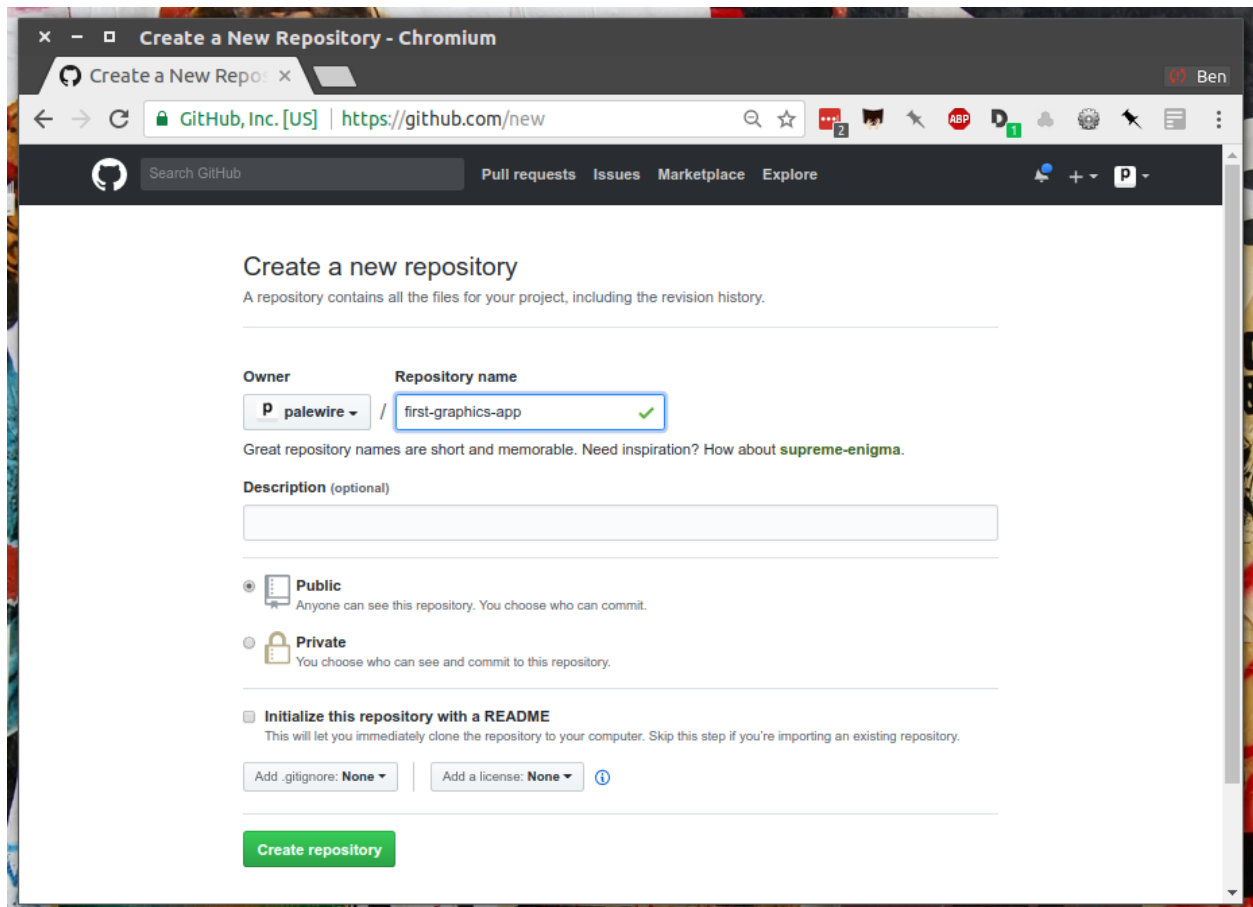 Create a New Repository - Chromium
Create a New Repos
Ben
GitHub, Inc. [US] https://github.com/new
ABP
2
D
1
Search GitHub
Pull requests Issues Marketplace Explore
P
Create a new repository
A repository contains all the files for your project, including the revision history.
Owner Repository name
P palewire / first-graphics-app
Great repository names are short and memorable. Need inspiration? How about supreme-enigma.
Description (optional)
Public
Anyone can see this repository. You choose who can commit.
Private
You choose who can see and commit to this repository.
Initialize this repository with a README
This will let you immediately clone the repository to your computer. Skip this step if you're importing an existing repository.
Add .gitignore: None Add a license: None
Create repository